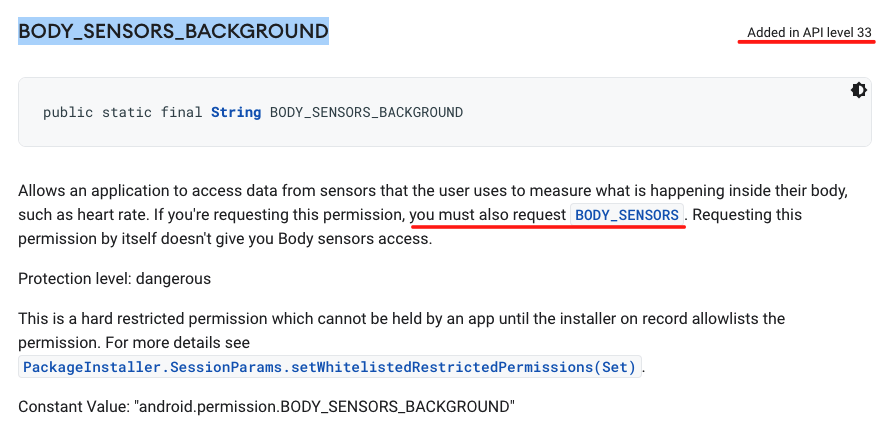 BODY_SENSORS_BACKGROUND
Added in API level 33
public static final String BODY_SENSORS_BACKGROUND
Allows an application to access data from sensors that the user uses to measure what is happening inside their body,
such as heart rate. If you're requesting this permission, you must also request BODY_SENSORS. Requesting this
permission by itself doesn't give you Body sensors access.
Protection level: dangerous
This is a hard restricted permission which cannot be held by an app until the installer on record allowlists the
permission. For more details see
PackageInstaller.SessionParams.setWhitelistedRestrictedPermissions(Set).
Constant Value: "android.permission.BODY_SENSORS_BACKGROUND"